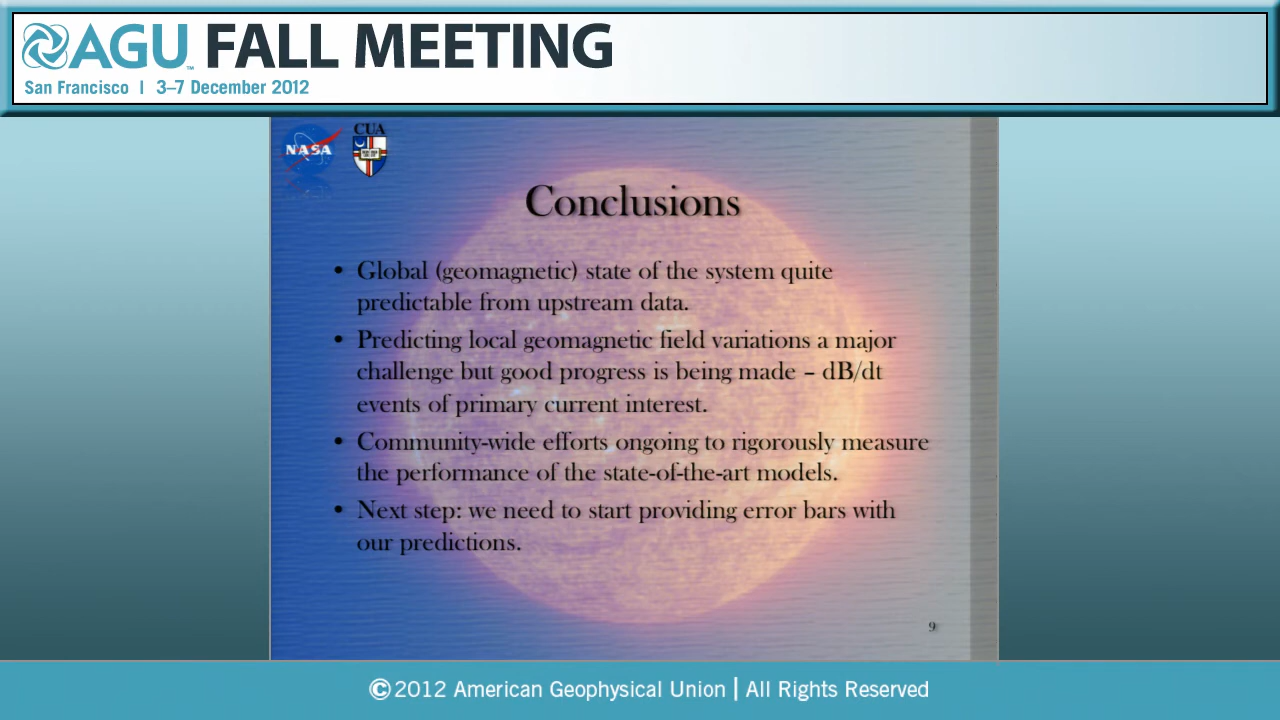 AGU FALL MEETING
San Francisco | 3–7 December 2012
NASA
CUA
Conclusions
• Global (geomagnetic) state of the system quite
predictable from upstream data.
• Predicting local geomagnetic field variations a major
challenge but good progress is being made – dB/dt
events of primary current interest.
• Community-wide efforts ongoing to rigorously measure
the performance of the state-of-the-art models.
• Next step: we need to start providing error bars with
our predictions.
9
©2012 American Geophysical Union | All Rights Reserved